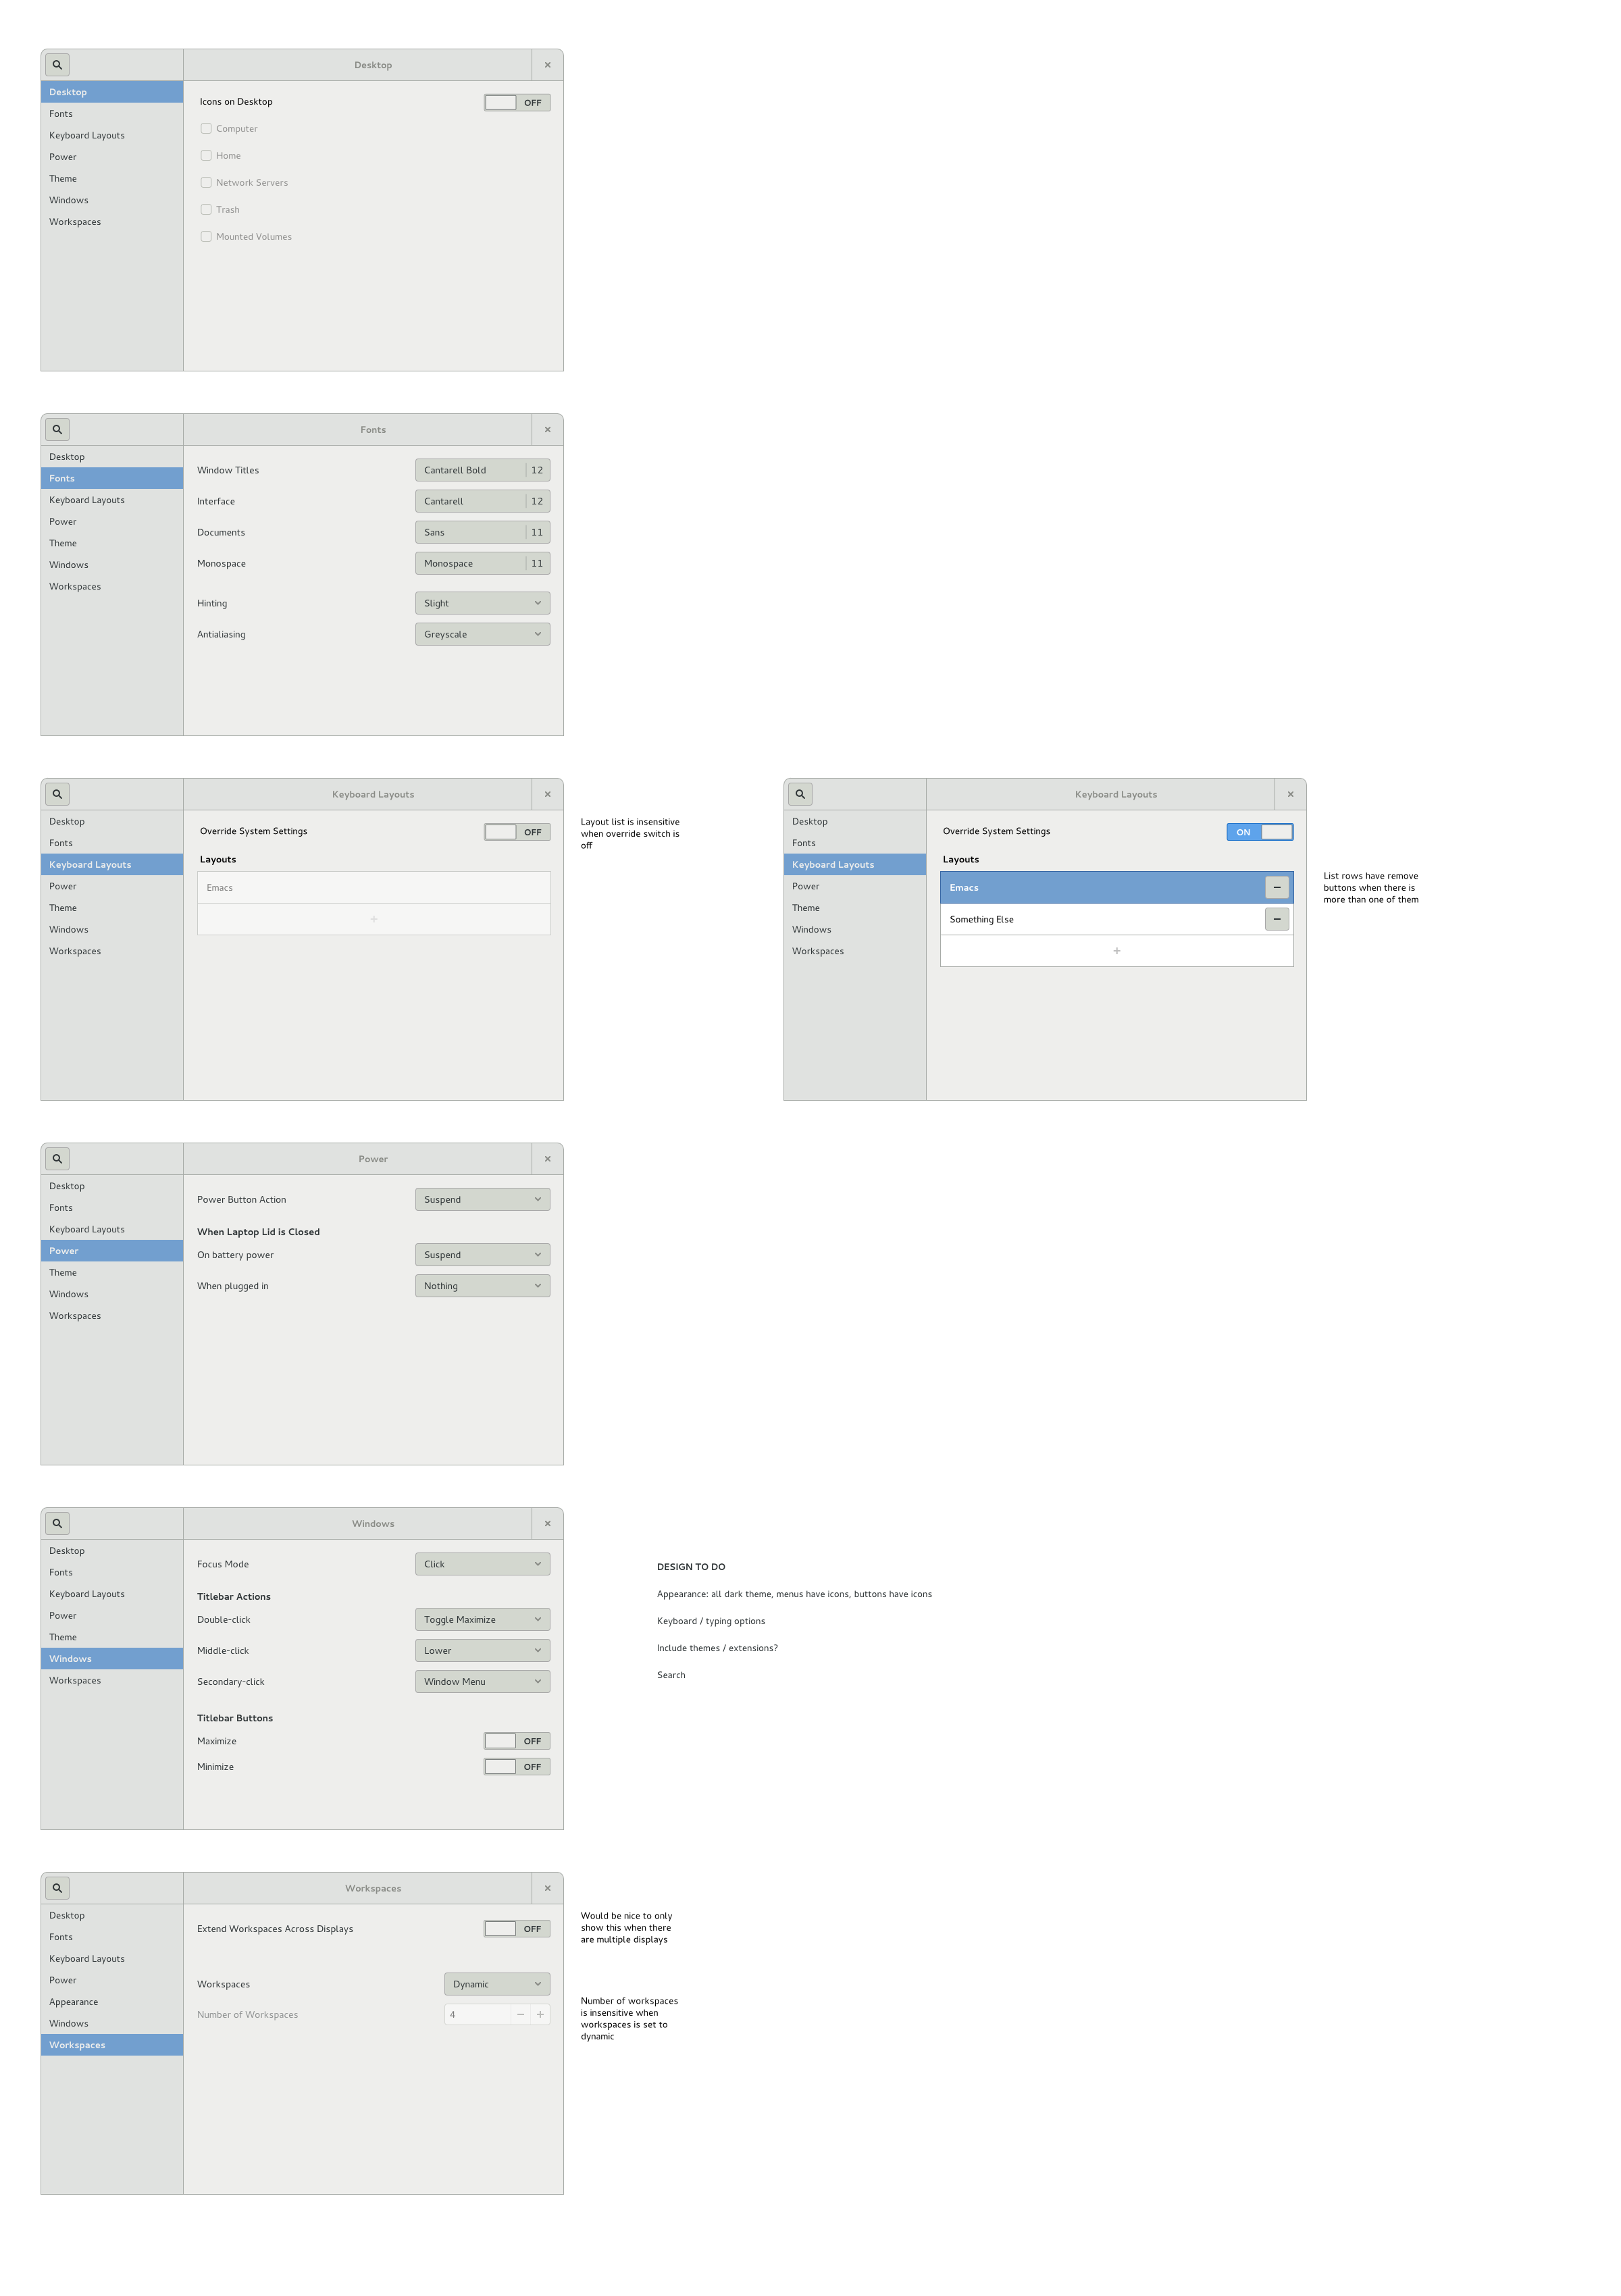 Desktop
Desktop
Fonts
Keyboard Layouts
Power
Theme
Windows
Workspaces
Icons on Desktop
OFF
Computer
Home
Network Servers
Trash
Mounted Volumes
Fonts
Desktop
Fonts
Keyboard Layouts
Power
Theme
Windows
Workspaces
Window Titles
Cantarell Bold 12
Interface
Cantarell 12
Documents
Sans 11
Monospace
Monospace 11
Hinting
Slight
Antialiasing
Greyscale
Keyboard Layouts
Desktop
Fonts
Keyboard Layouts
Power
Theme
Windows
Workspaces
Override System Settings
OFF
Layouts
Emacs
+
Layout list is insensitive
when override switch is
off
Keyboard Layouts
Desktop
Fonts
Keyboard Layouts
Power
Theme
Windows
Workspaces
Override System Settings
ON
Layouts
Emacs
Something Else
+
List rows have remove
buttons when there is
more than one of them
Power
Desktop
Fonts
Keyboard Layouts
Power
Theme
Windows
Workspaces
Power Button Action
Suspend
When Laptop Lid is Closed
On battery power
Suspend
When plugged in
Nothing
Windows
Desktop
Fonts
Keyboard Layouts
Power
Theme
Windows
Workspaces
Focus Mode
Click
Titlebar Actions
Double-click
Toggle Maximize
Middle-click
Lower
Secondary-click
Window Menu
Titlebar Buttons
Maximize
OFF
Minimize
OFF
DESIGN TO DO
Appearance: all dark theme, menus have icons, buttons have icons
Keyboard / typing options
Include themes / extensions?
Search
Workspaces
Desktop
Fonts
Keyboard Layouts
Power
Appearance
Windows
Workspaces
Extend Workspaces Across Displays
OFF
Workspaces
Dynamic
Number of Workspaces
4 − +
Would be nice to only
show this when there
are multiple displays
Number of workspaces
is insensitive when
workspaces is set to
dynamic